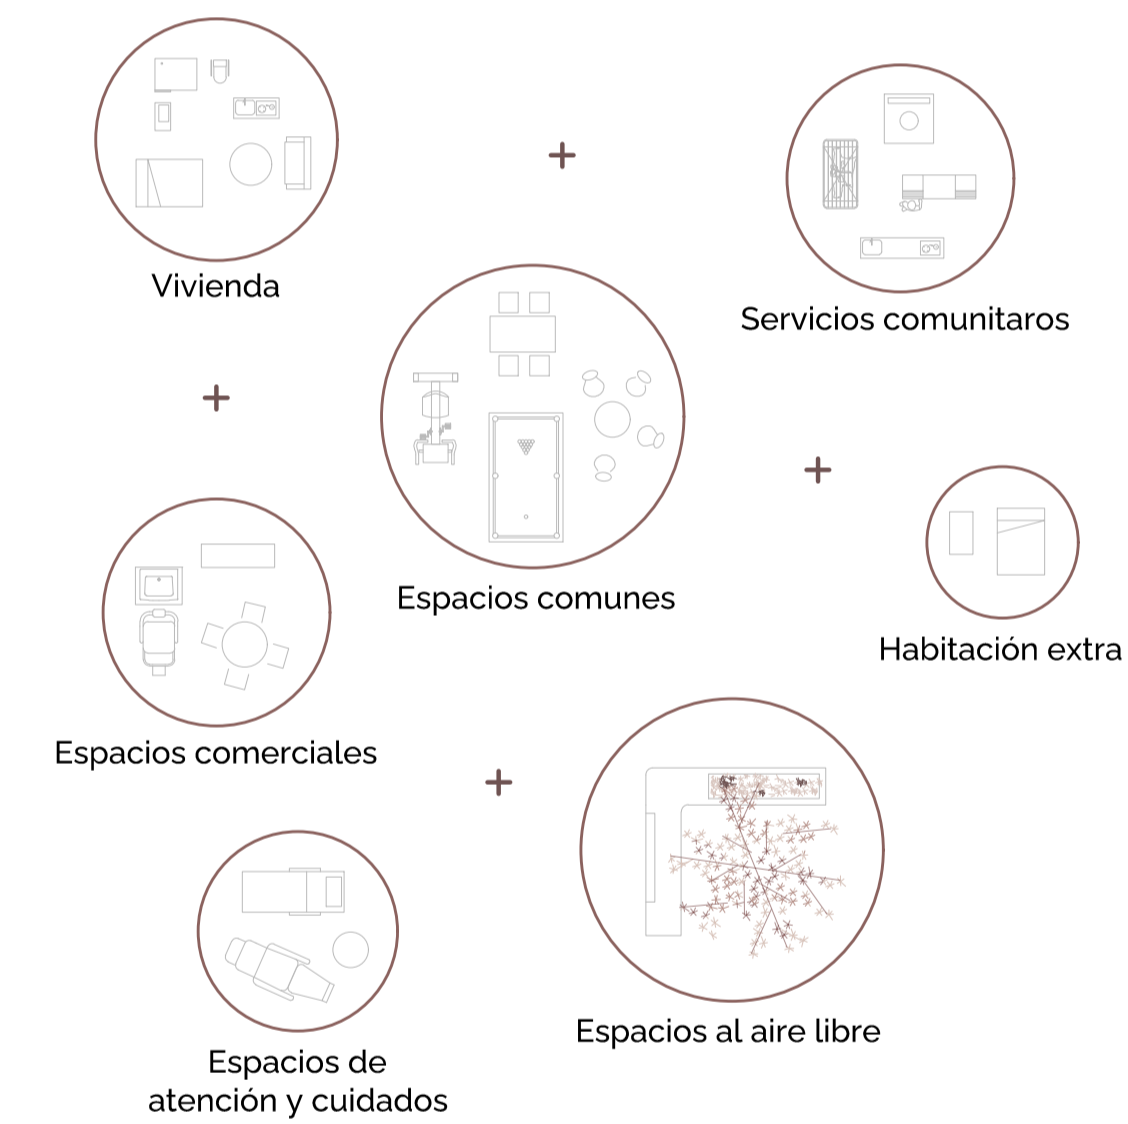 Vivienda
Servicios comunitaros
Espacios comunes
Habitación extra
Espacios comerciales
Espacios al aire libre
Espacios de
atención y cuidados